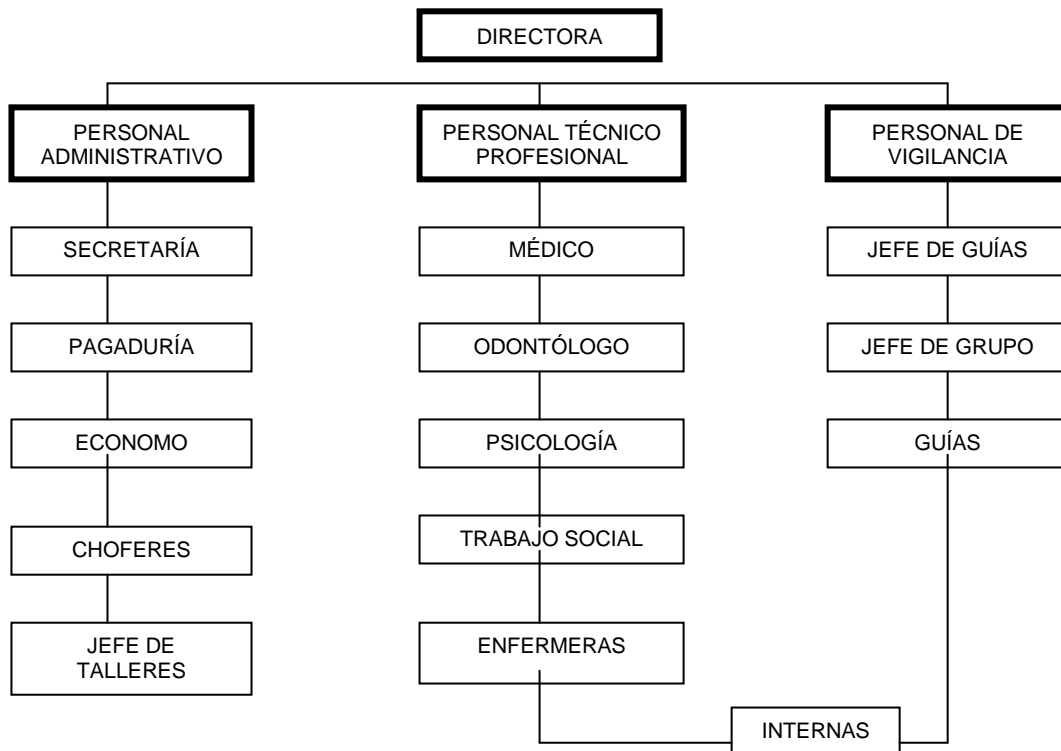 DIRECTORA
PERSONAL
ADMINISTRATIVO
PERSONAL TÉCNICO
PROFESIONAL
PERSONAL DE
VIGILANCIA
SECRETARÍA
MÉDICO
JEFE DE GUÍAS
PAGADURÍA
ODONTÓLOGO
JEFE DE GRUPO
ECONOMO
PSICOLOGÍA
GUÍAS
CHOFERES
TRABAJO SOCIAL
JEFE DE
TALLERES
ENFERMERAS
INTERNAS